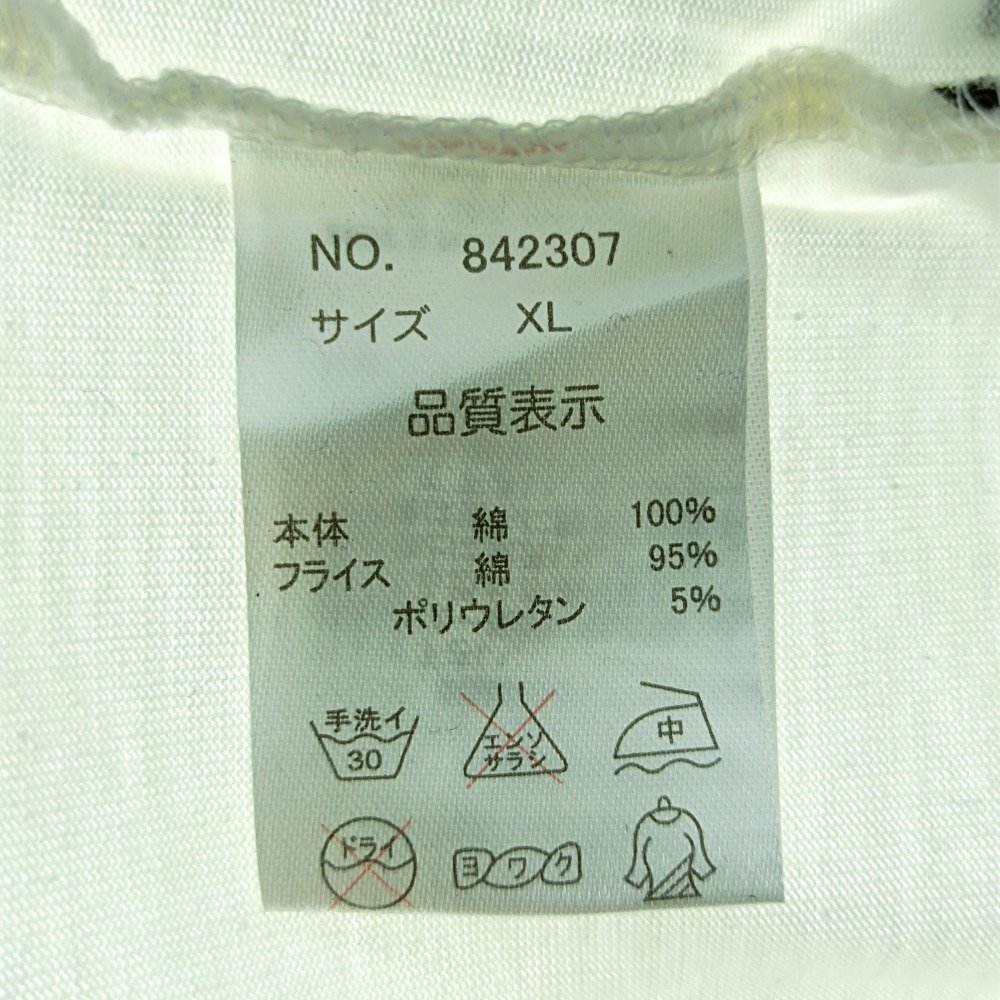 NO. 842307
サイズ XL
品質表示
本体 綿 100%
フライス 綿 95%
ポリウレタン 5%
手洗イ
30
エンソ
サラシ
中
ドライ
ヨワク